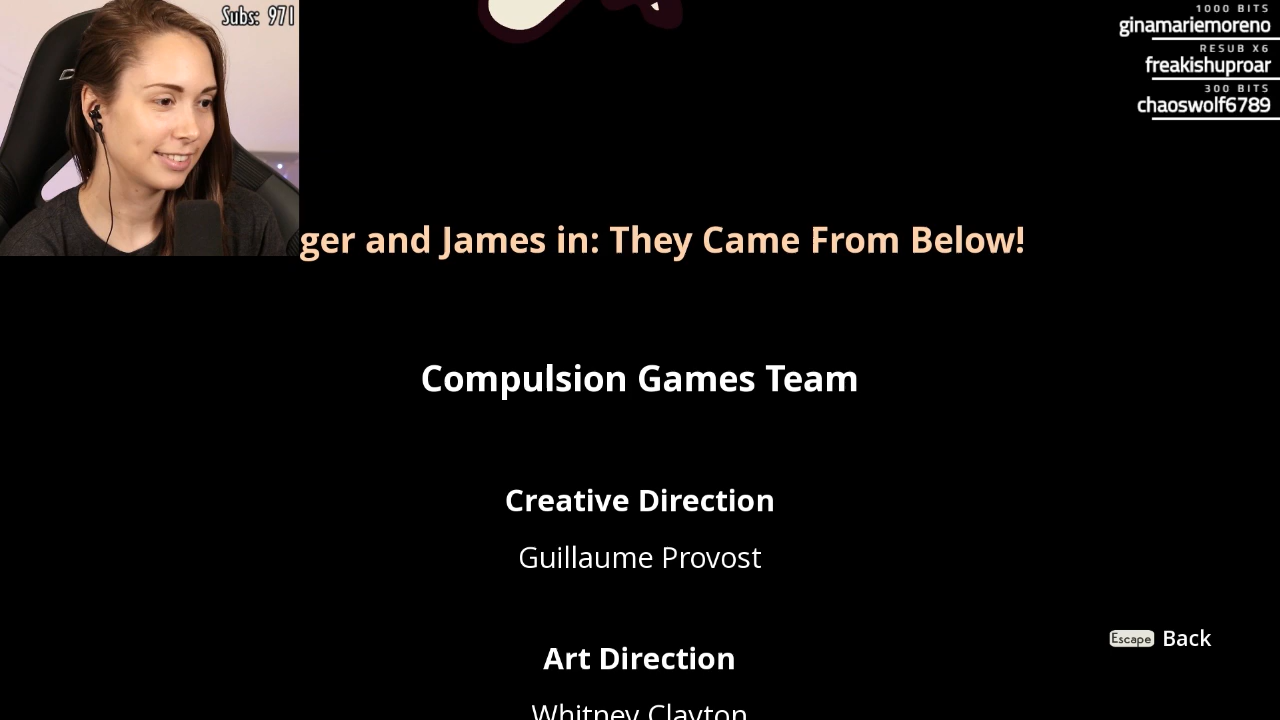 Subs: 971
1000 BITS
ginamariemoreno
RESUB X6
freakishuproar
300 BITS
chaoswolf6789
ger and James in: They Came From Below!
Compulsion Games Team
Creative Direction
Guillaume Provost
Art Direction
Whitney Clayton
Escape Back